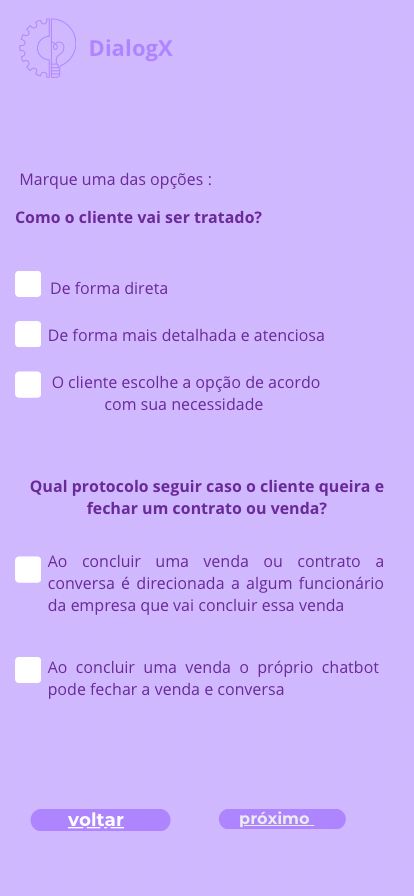 DialogX
Marque uma das opções :
Como o cliente vai ser tratado?
De forma direta
De forma mais detalhada e atenciosa
O cliente escolhe a opção de acordo
com sua necessidade
Qual protocolo seguir caso o cliente queira e
fechar um contrato ou venda?
Ao concluir uma venda ou contrato a
conversa é direcionada a algum funcionário
da empresa que vai concluir essa venda
Ao concluir uma venda o próprio chatbot
pode fechar a venda e conversa
voltar
próximo